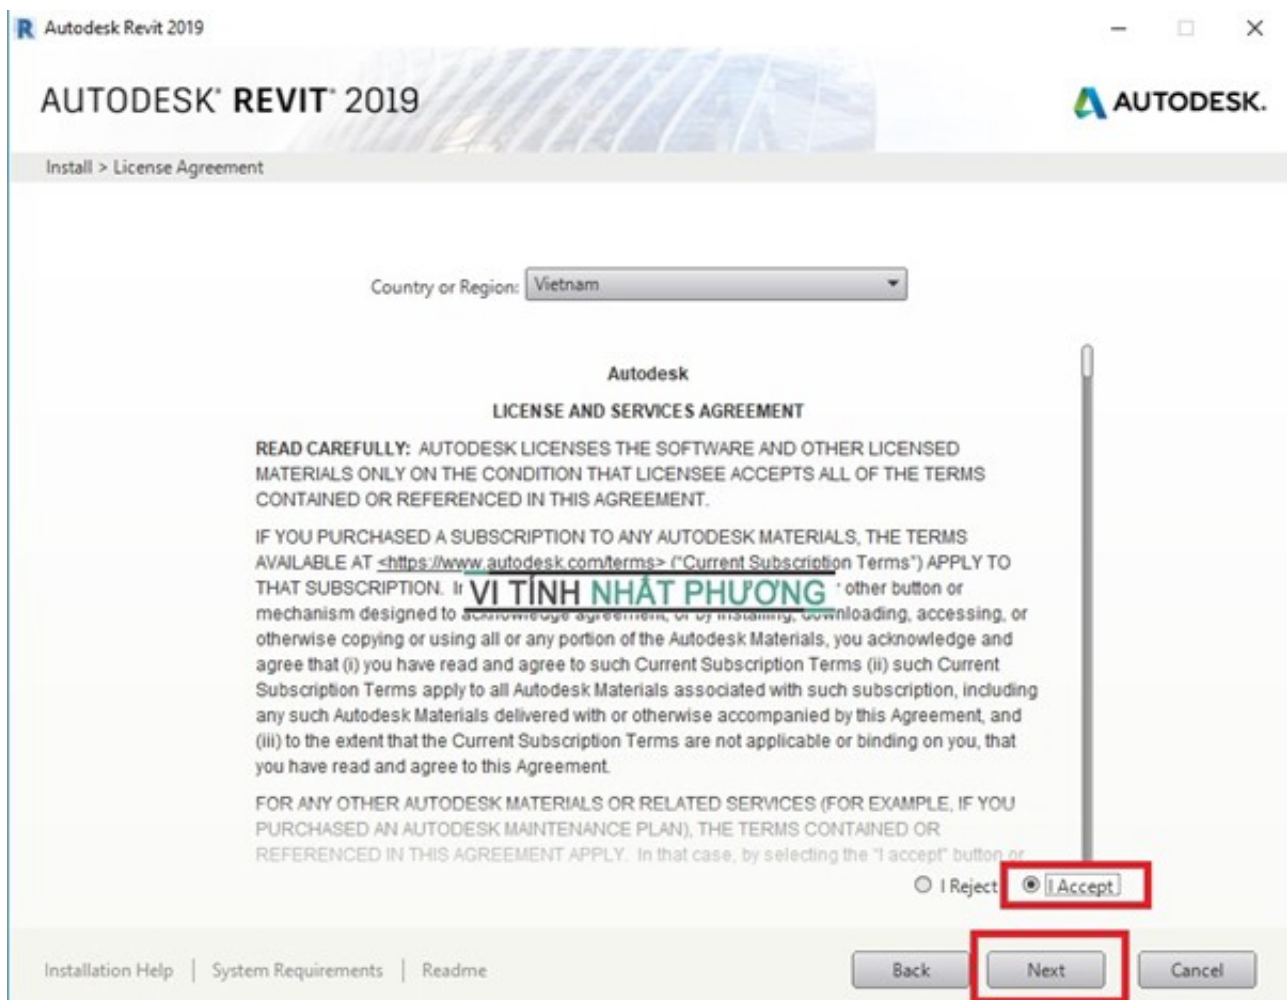 Autodesk Revit 2019
AUTODESK® REVIT® 2019
AUTODESK.
Install > License Agreement
Country or Region: Vietnam
Autodesk
LICENSE AND SERVICES AGREEMENT
READ CAREFULLY: AUTODESK LICENSES THE SOFTWARE AND OTHER LICENSED
MATERIALS ONLY ON THE CONDITION THAT LICENSEE ACCEPTS ALL OF THE TERMS
CONTAINED OR REFERENCED IN THIS AGREEMENT.
IF YOU PURCHASED A SUBSCRIPTION TO ANY AUTODESK MATERIALS, THE TERMS
AVAILABLE AT <https://www.autodesk.com/terms> ("Current Subscription Terms") APPLY TO
THAT SUBSCRIPTION. other button or
VI TÍNH NHẬT PHƯƠNG
mechanism designed to acknowledge agreement, or by installing, downloading, accessing, or
otherwise copying or using all or any portion of the Autodesk Materials, you acknowledge and
agree that (i) you have read and agree to such Current Subscription Terms (ii) such Current
Subscription Terms apply to all Autodesk Materials associated with such subscription, including
any such Autodesk Materials delivered with or otherwise accompanied by this Agreement, and
(iii) to the extent that the Current Subscription Terms are not applicable or binding on you, that
you have read and agree to this Agreement.
FOR ANY OTHER AUTODESK MATERIALS OR RELATED SERVICES (FOR EXAMPLE, IF YOU
PURCHASED AN AUTODESK MAINTENANCE PLAN), THE TERMS CONTAINED OR
REFERENCED IN THIS AGREEMENT APPLY. In that case, by selecting the "I accept" button or
I Reject I Accept
Installation Help | System Requirements | Readme Back Next Cancel